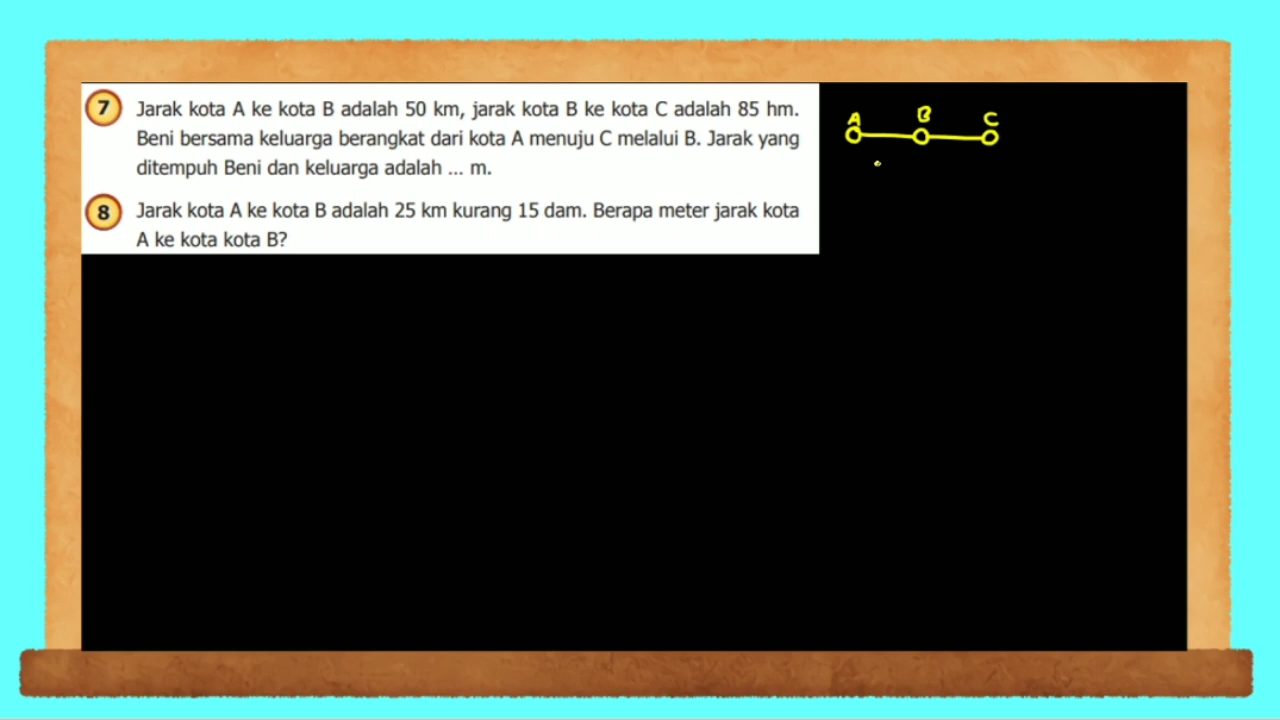 7 Jarak kota A ke kota B adalah 50 km, jarak kota B ke kota C adalah 85 hm.
Beni bersama keluarga berangkat dari kota A menuju C melalui B. Jarak yang
ditempuh Beni dan keluarga adalah ... m.
8 Jarak kota A ke kota B adalah 25 km kurang 15 dam. Berapa meter jarak kota
A ke kota kota B?
A B C